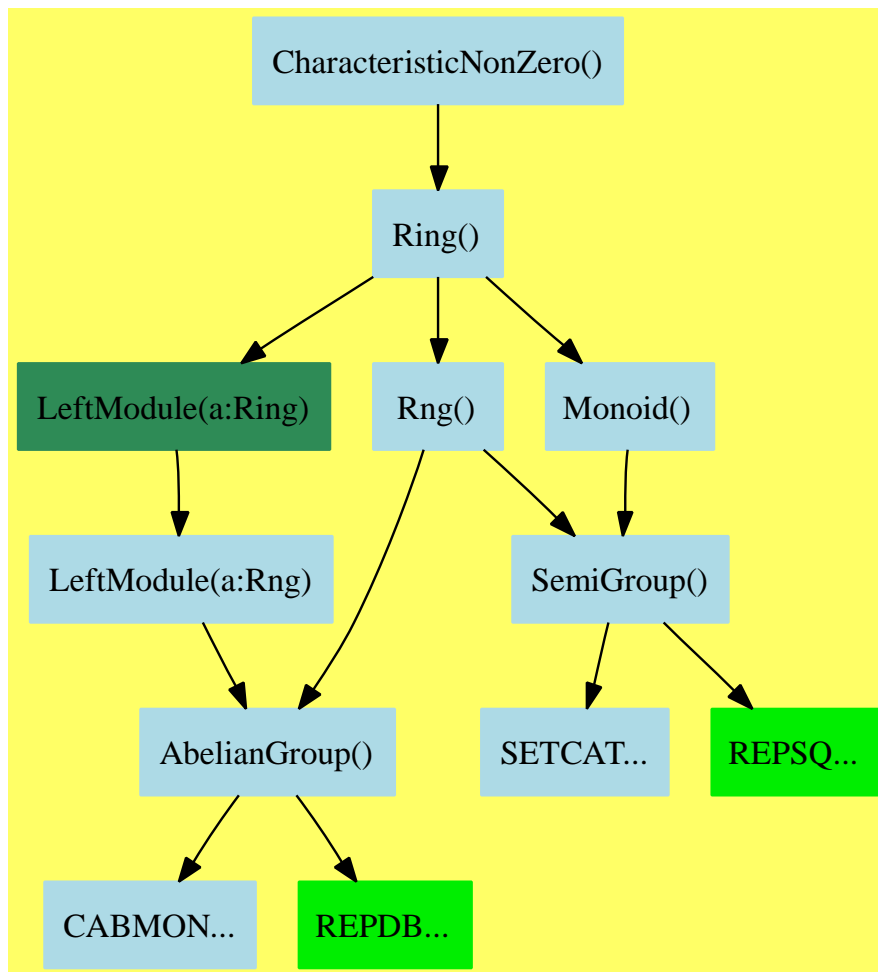 CharacteristicNonZero()
Ring()
LeftModule(a:Ring)
Rng()
Monoid()
LeftModule(a:Rng)
SemiGroup()
AbelianGroup()
SETCAT...
REPSQ...
CABMON...
REPDB...